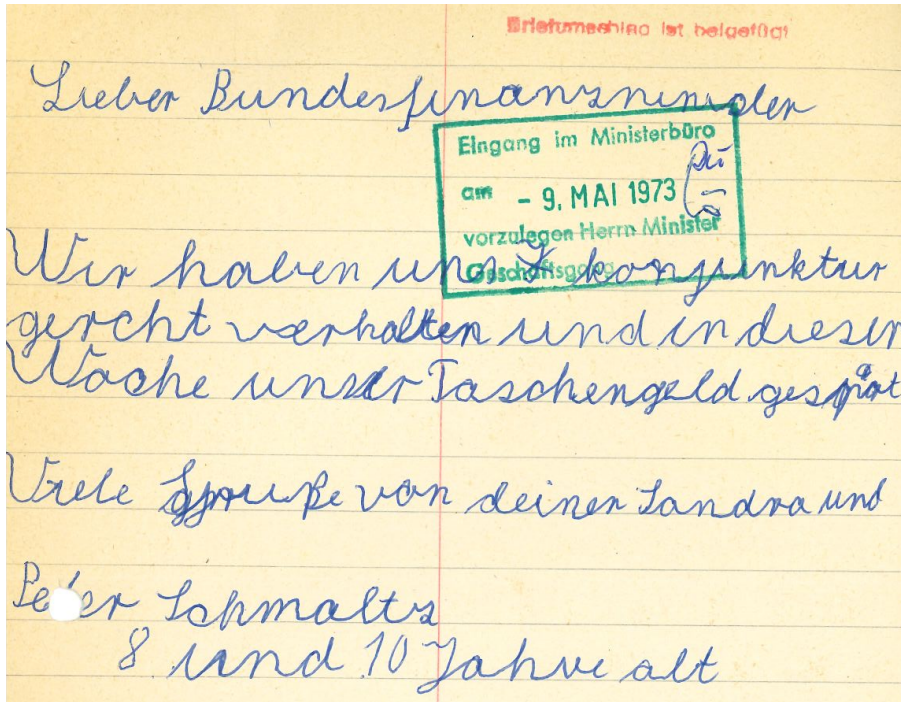 Briefumschlag ist beigefügt
Lieber Bundesfinanzminister
Eingang im Ministerbüro
am - 9. MAI 1973
vorzulegen Herrn Minister
Geschäftsgang
Wir haben uns konjunktur
gercht verhalten und in dieser
Woche unser Taschengeld gespart
Viele Grüße von deiner Sandra und
Peter Schmaltz
8 und 10 Jahre alt